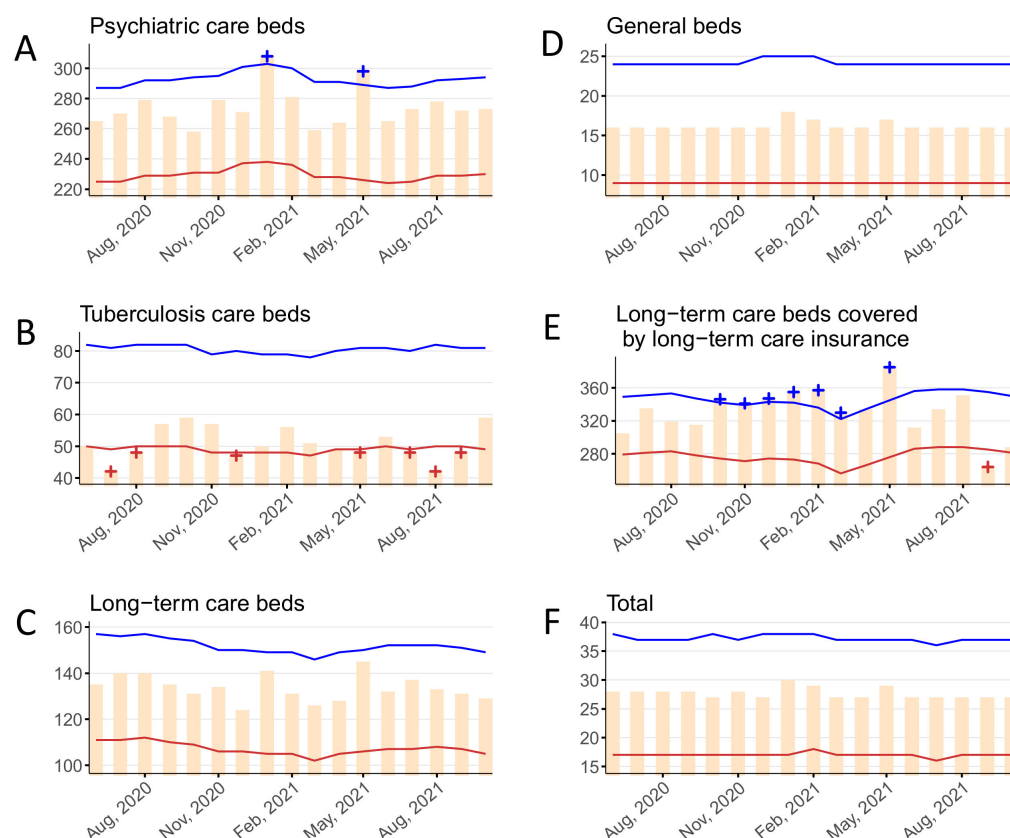 A
Psychiatric care beds
300
280
260
240
220
Aug, 2020
Nov, 2020
Feb, 2021
May, 2021
Aug, 2021
B
Tuberculosis care beds
80
70
60
50
40
Aug, 2020
Nov, 2020
Feb, 2021
May, 2021
Aug, 2021
C
Long−term care beds
160
140
120
100
Aug, 2020
Nov, 2020
Feb, 2021
May, 2021
Aug, 2021
D
General beds
25
20
15
10
Aug, 2020
Nov, 2020
Feb, 2021
May, 2021
Aug, 2021
E
Long−term care beds covered
by long−term care insurance
360
320
280
Aug, 2020
Nov, 2020
Feb, 2021
May, 2021
Aug, 2021
F
Total
40
35
30
25
20
15
Aug, 2020
Nov, 2020
Feb, 2021
May, 2021
Aug, 2021